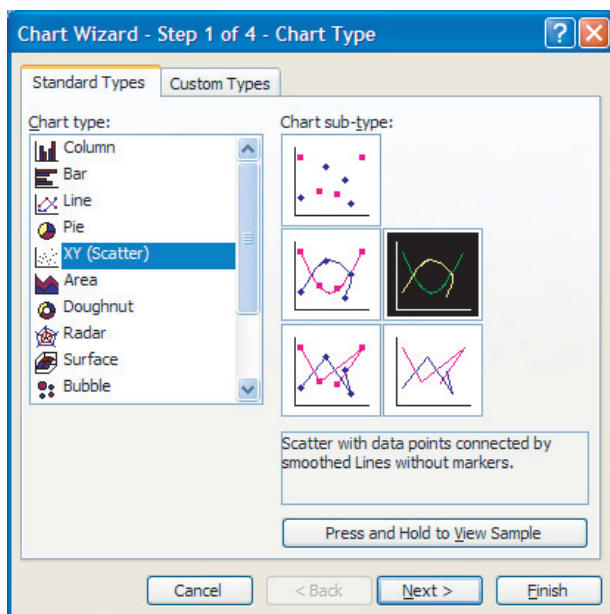 Chart Wizard - Step 1 of 4 - Chart Type
Standard Types
Custom Types
Chart type:
Column
Bar
Line
Pie
XY (Scatter)
Area
Doughnut
Radar
Surface
Bubble
Chart sub-type:
Scatter with data points connected by
smoothed Lines without markers.
Press and Hold to View Sample
Cancel
< Back
Next >
Finish